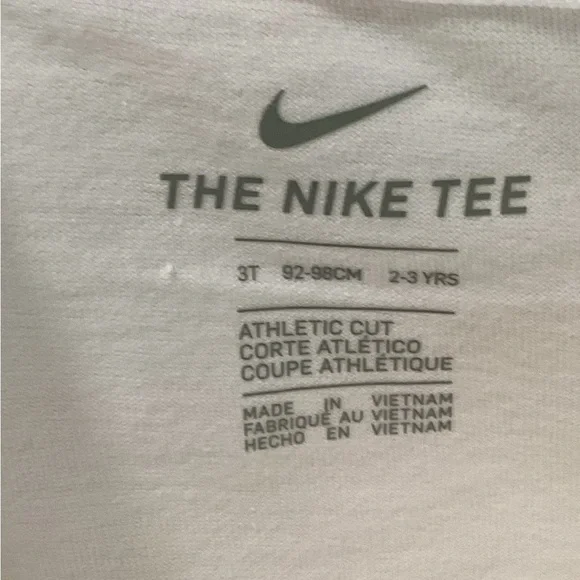 THE NIKE TEE
3T 92-98CM 2-3 YRS
ATHLETIC CUT
CORTE ATLÉTICO
COUPE ATHLÉTIQUE
MADE IN VIETNAM
FABRIQUÉ AU VIETNAM
HECHO EN VIETNAM